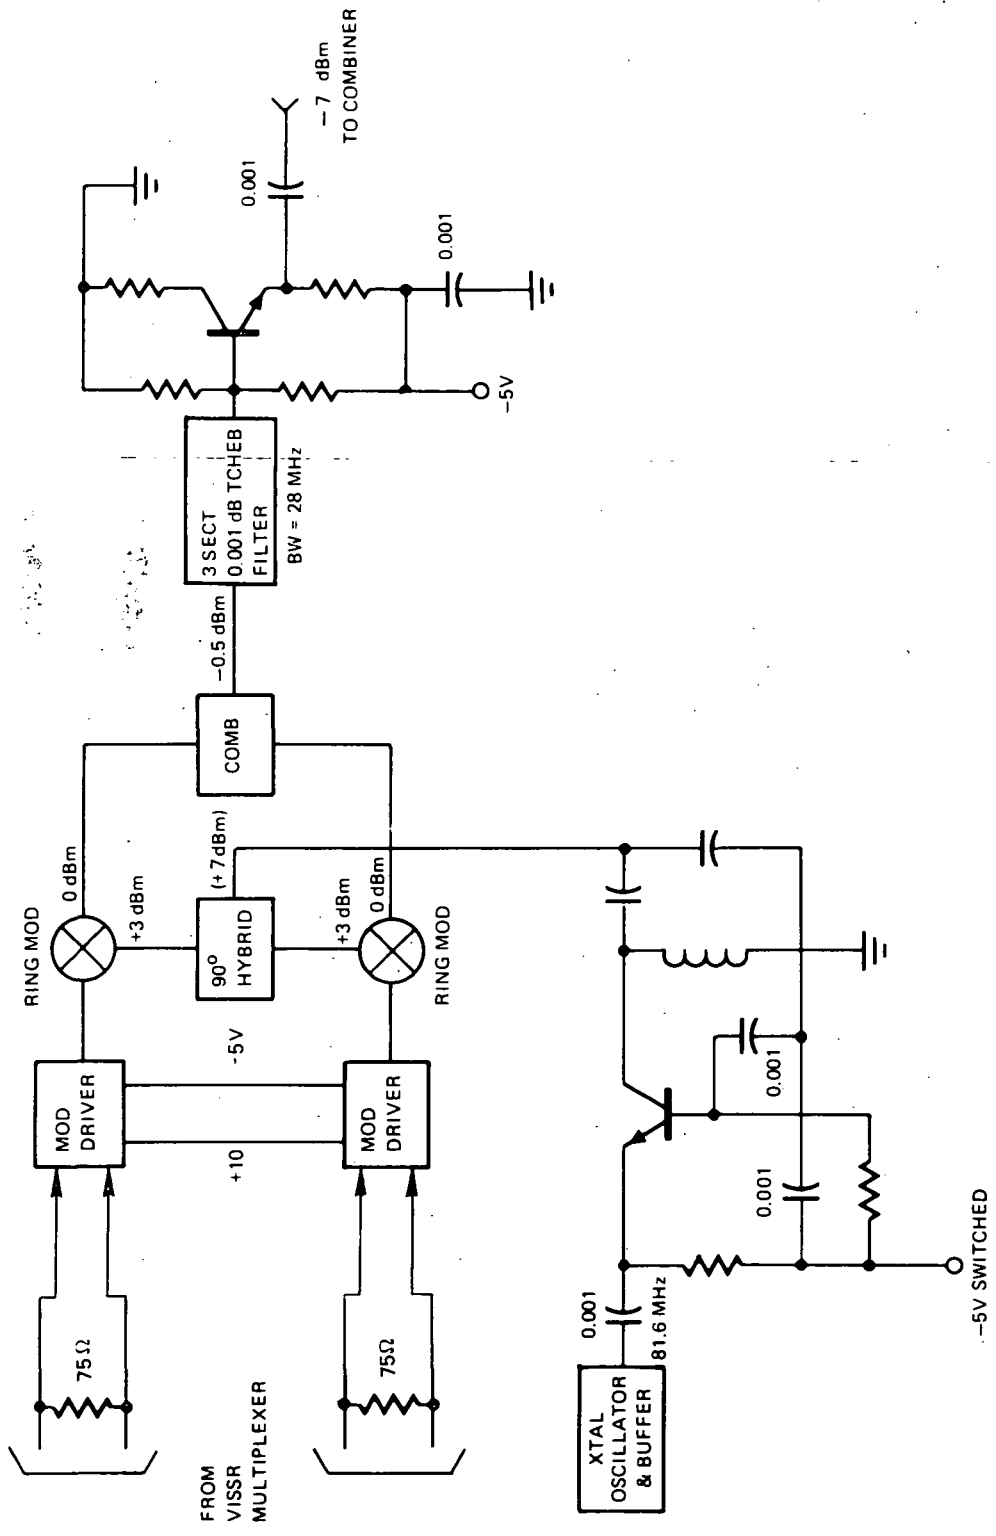 FROM
VISSR
MULTIPLEXER
75Ω
75Ω
MOD
DRIVER
MOD
DRIVER
+10
-5V
RING MOD
RING MOD
0 dBm
+3 dBm
90° HYBRID
(+7 dBm)
+3 dBm
0 dBm
COMB
−0.5 dBm
3 SECT
0.001 dB TCHEB
FILTER
BW = 28 MHz
−5V
0.001
0.001
−7 dBm
TO COMBINER
XTAL
OSCILLATOR
& BUFFER
0.001
81.6 MHz
0.001
0.001
−5V SWITCHED